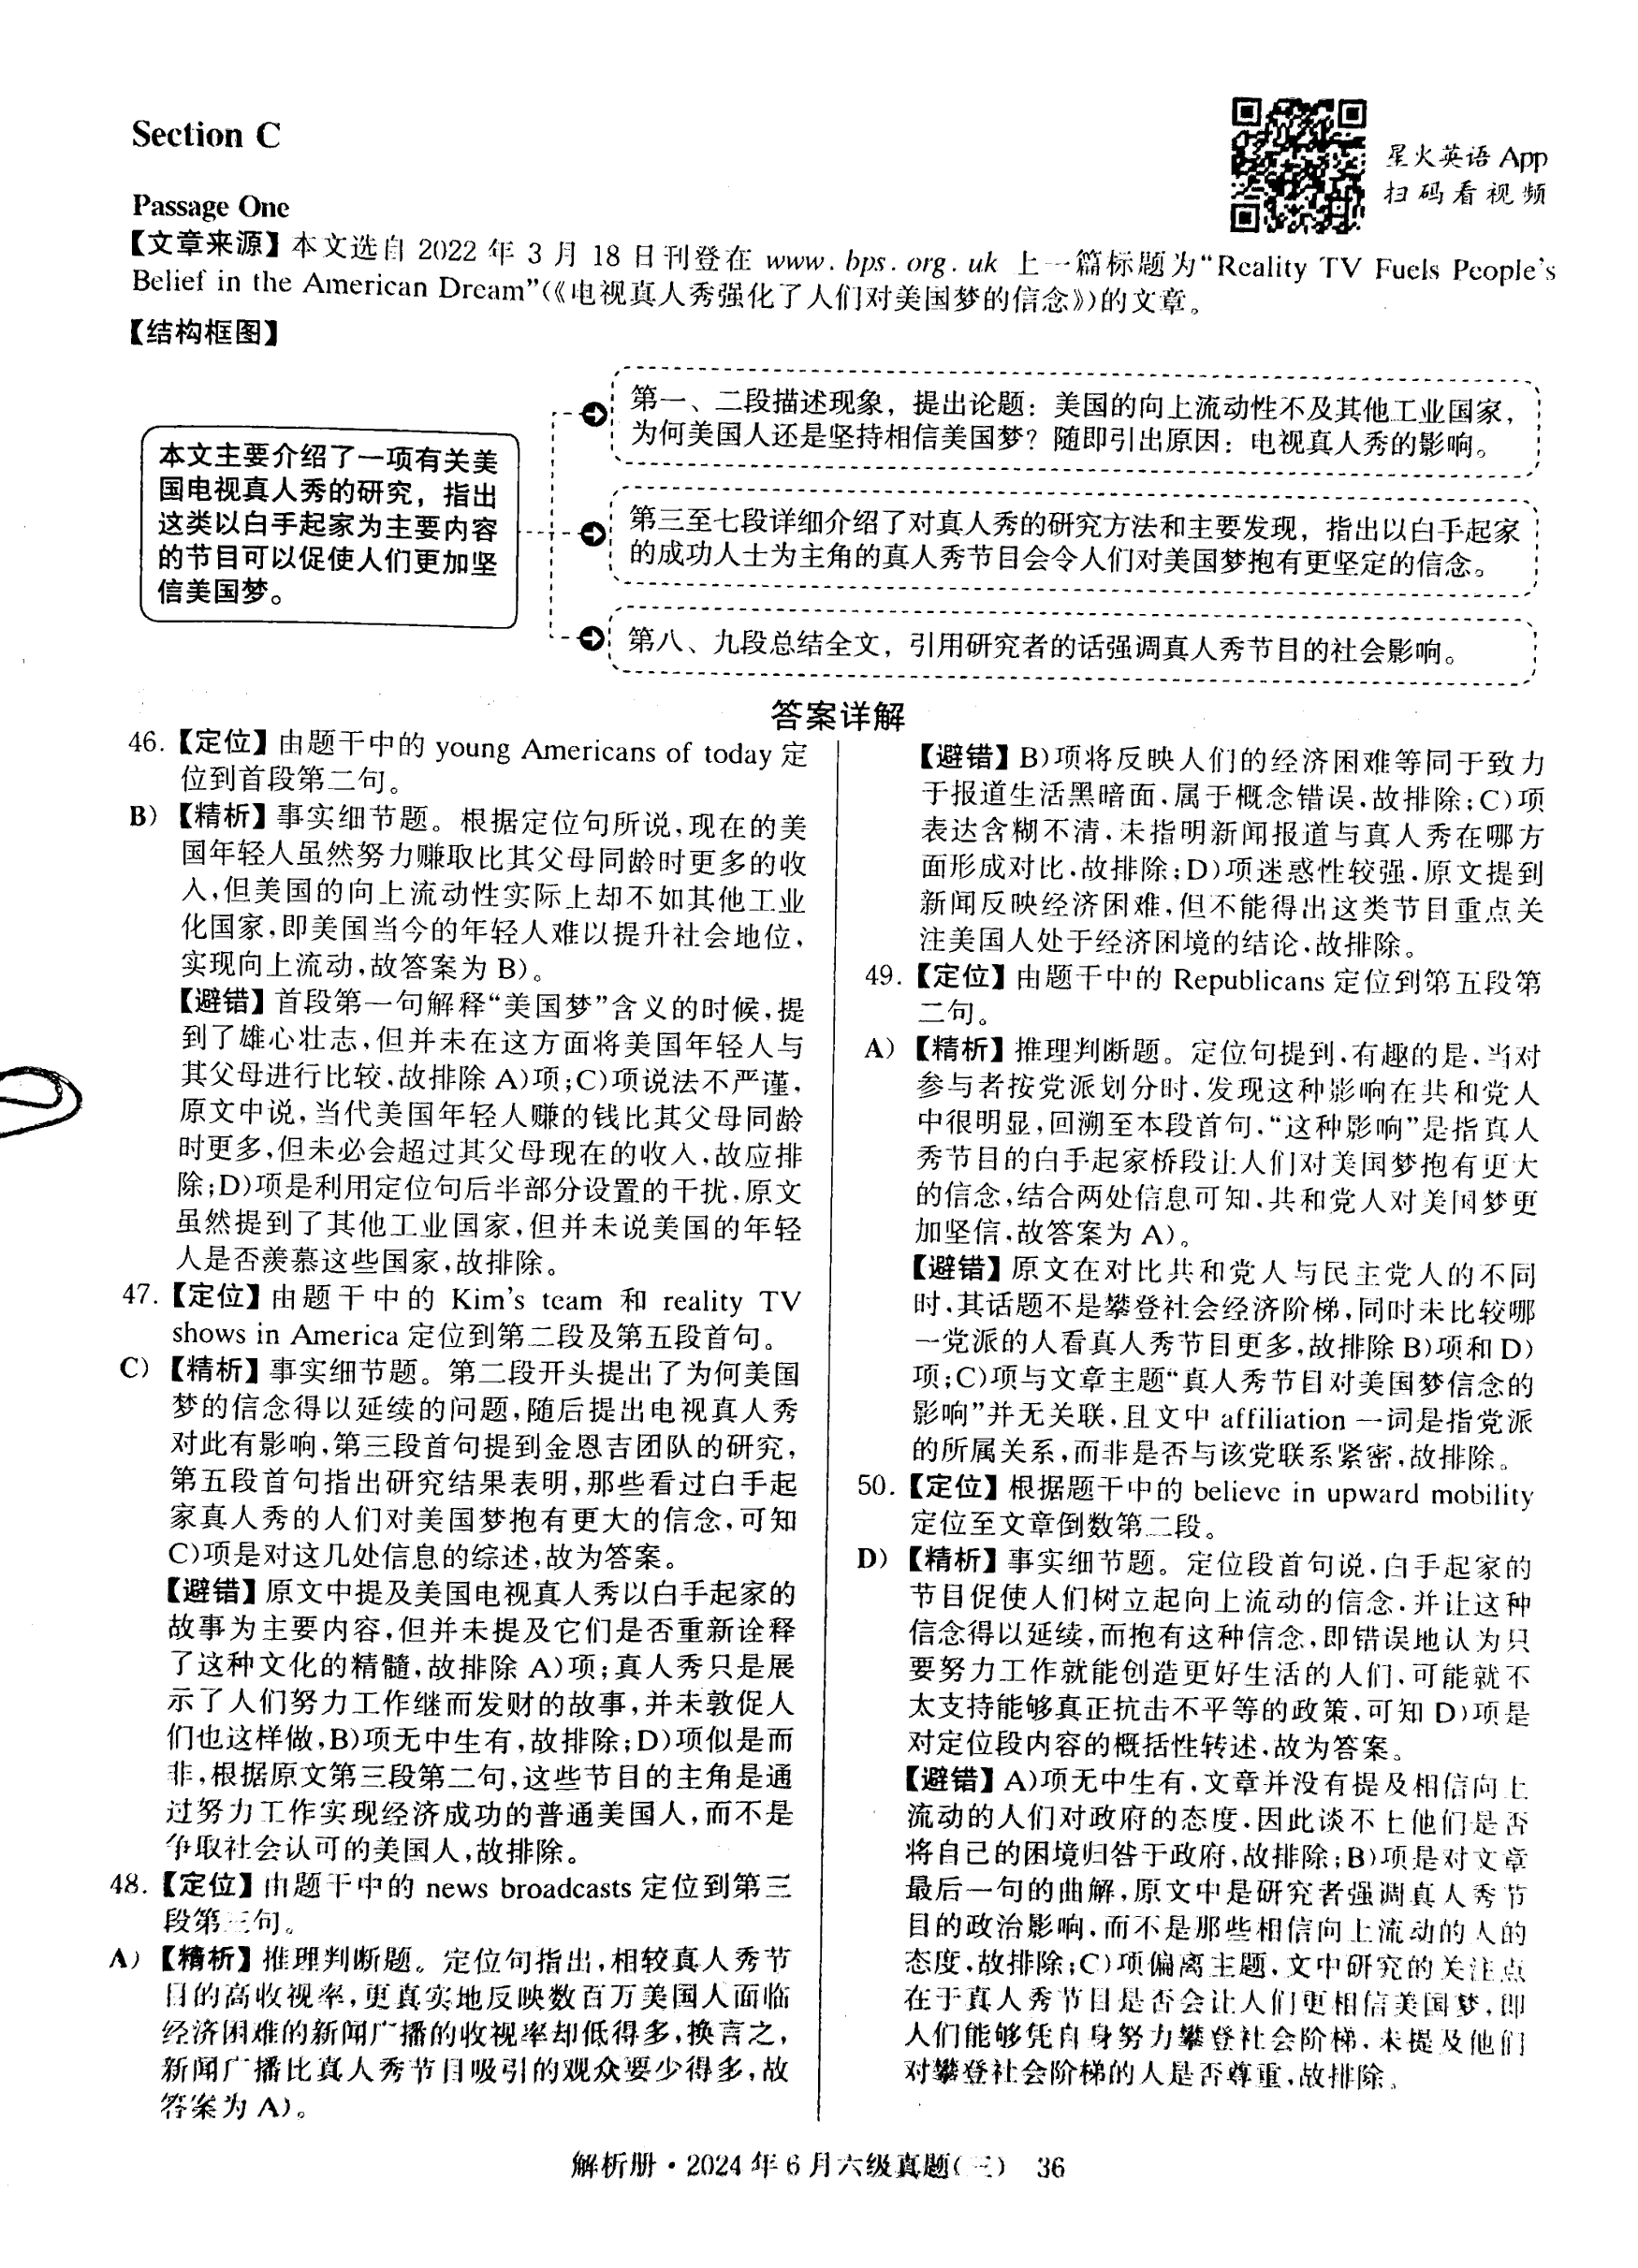 Section C
星火英语 App
扫码看视频
Passage One
【文章来源】本文选自 2022 年 3 月 18 日刊登在 www.bps.org.uk 上一篇标题为“Reality TV Fuels People's
Belief in the American Dream”(《电视真人秀强化了人们对美国梦的信念》)的文章。
【结构框图】
本文主要介绍了一项有关美
国电视真人秀的研究，指出
这类以白手起家为主要内容
的节目可以促使人们更加坚
信美国梦。
第一、二段描述现象，提出论题：美国的向上流动性不及其他工业国家，
为何美国人还是坚持相信美国梦？随即引出原因：电视真人秀的影响。
第三至七段详细介绍了对真人秀的研究方法和主要发现，指出以白手起家
的成功人士为主角的真人秀节目会令人们对美国梦抱有更坚定的信念。
第八、九段总结全文，引用研究者的话强调真人秀节目的社会影响。
答案详解
46.【定位】由题干中的 young Americans of today 定
位到首段第二句。
B) 【精析】事实细节题。根据定位句所说,现在的美
国年轻人虽然努力赚取比其父母同龄时更多的收
入,但美国的向上流动性实际上却不如其他工业
化国家,即美国当今的年轻人难以提升社会地位,
实现向上流动,故答案为 B)。
【避错】首段第一句解释“美国梦”含义的时候,提
到了雄心壮志,但并未在这方面将美国年轻人与
其父母进行比较,故排除 A)项;C)项说法不严谨,
原文中说,当代美国年轻人赚的钱比其父母同龄
时更多,但未必会超过其父母现在的收入,故应排
除;D)项是利用定位句后半部分设置的干扰,原文
虽然提到了其他工业国家,但并未说美国的年轻
人是否羡慕这些国家,故排除。
47.【定位】由题干中的 Kim's team 和 reality TV
shows in America 定位到第二段及第五段首句。
C) 【精析】事实细节题。第二段开头提出了为何美国
梦的信念得以延续的问题,随后提出电视真人秀
对此有影响,第三段首句提到金恩吉团队的研究,
第五段首句指出研究结果表明,那些看过白手起
家真人秀的人们对美国梦抱有更大的信念,可知
C)项是对这几处信息的综述,故为答案。
【避错】原文中提及美国电视真人秀以白手起家的
故事为主要内容,但并未提及它们是否重新诠释
了这种文化的精髓,故排除 A)项;真人秀只是展
示了人们努力工作继而发财的故事,并未敦促人
们也这样做,B)项无中生有,故排除;D)项似是而
非,根据原文第三段第二句,这些节目的主角是通
过努力工作实现经济成功的普通美国人,而不是
争取社会认可的美国人,故排除。
48.【定位】由题干中的 news broadcasts 定位到第三
段第三句。
A) 【精析】推理判断题。定位句指出,相较真人秀节
目的高收视率,更真实地反映数百万美国人面临
经济困难的新闻广播的收视率却低得多,换言之,
新闻广播比真人秀节目吸引的观众要少得多,故
答案为 A)。
【避错】B)项将反映人们的经济困难等同于致力
于报道生活黑暗面,属于概念错误,故排除;C)项
表达含糊不清,未指明新闻报道与真人秀在哪方
面形成对比,故排除;D)项迷惑性较强,原文提到
新闻反映经济困难,但不能得出这类节目重点关
注美国人处于经济困境的结论,故排除。
49.【定位】由题干中的 Republicans 定位到第五段第
二句。
A) 【精析】推理判断题。定位句提到,有趣的是,当对
参与者按党派划分时,发现这种影响在共和党人
中很明显,回溯至本段首句,“这种影响”是指真人
秀节目的白手起家桥段让人们对美国梦抱有更大
的信念,结合两处信息可知,共和党人对美国梦更
加坚信,故答案为 A)。
【避错】原文在对比共和党人与民主党人的不同
时,其话题不是攀登社会经济阶梯,同时未比较哪
一党派的人看真人秀节目更多,故排除 B)项和 D)
项;C)项与文章主题“真人秀节目对美国梦信念的
影响”并无关联,且文中 affiliation 一词是指党派
的所属关系,而非是否与该党联系紧密,故排除。
50.【定位】根据题干中的 believe in upward mobility
定位至文章倒数第二段。
D) 【精析】事实细节题。定位段首句说,白手起家的
节目促使人们树立起向上流动的信念,并让这种
信念得以延续,而抱有这种信念,即错误地认为只
要努力工作就能创造更好生活的人们,可能就不
太支持能够真正抗击不平等的政策,可知 D)项是
对定位段内容的概括性转述,故为答案。
【避错】A)项无中生有,文章并没有提及相信向上
流动的人们对政府的态度,因此谈不上他们是否
将自己的困境归咎于政府,故排除;B)项是对文章
最后一句的曲解,原文中是研究者强调真人秀节
目的政治影响,而不是那些相信向上流动的人的
态度,故排除;C)项偏离主题,文中研究的关注点
在于真人秀节目是否会让人们更相信美国梦,即
人们能够凭自身努力攀登社会阶梯,未提及他们
对攀登社会阶梯的人是否尊重,故排除。
解析册·2024 年 6 月六级真题(三) 36